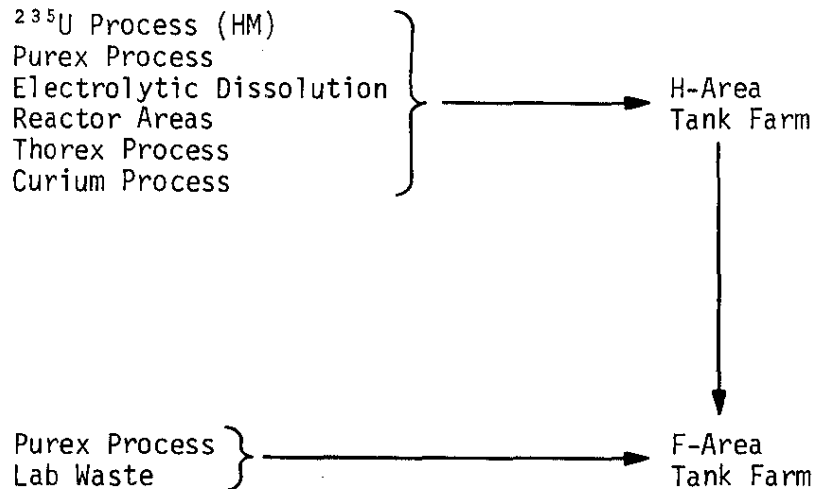 ²³⁵U Process (HM)
Purex Process
Electrolytic Dissolution
Reactor Areas
Thorex Process
Curium Process
H-Area
Tank Farm
Purex Process
Lab Waste
F-Area
Tank Farm